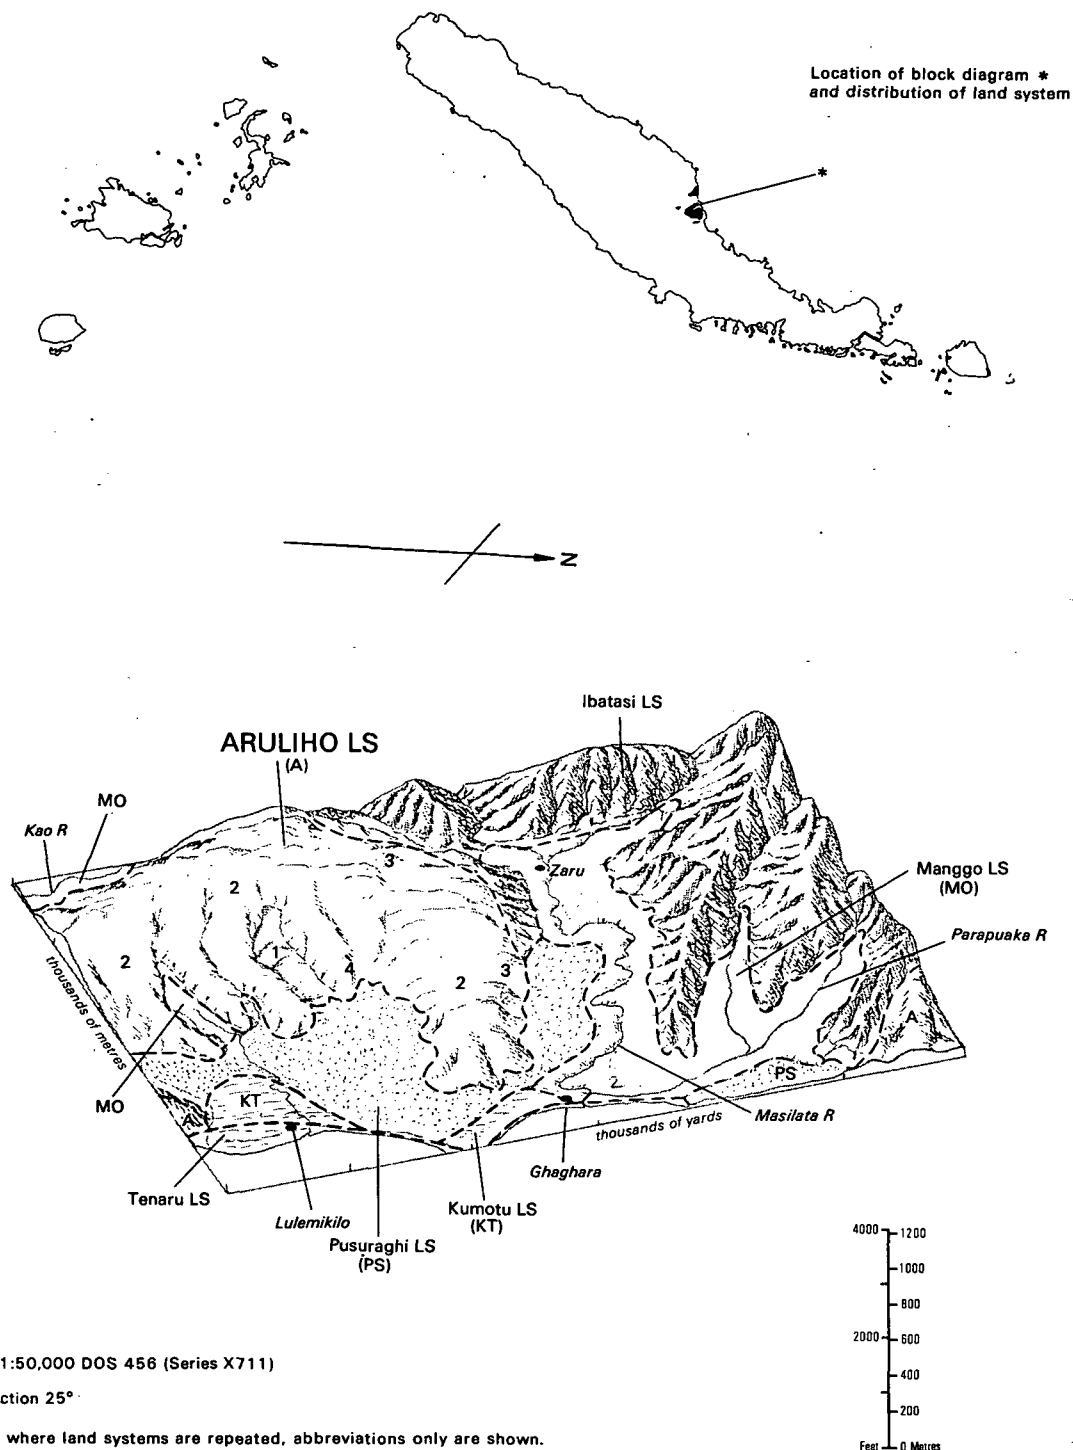 Location of block diagram *
and distribution of land system
*
N
Ibatasi LS
ARULIHO LS
(A)
MO
Kao R
3
Zaru
Manggo LS
(MO)
2
Parapuaka R
1
4
2
3
2
A
thousands of metres
MO
KT
A
2
PS
Masilata R
thousands of yards
Ghaghara
Tenaru LS
Lulemikilo
Kumotu LS
(KT)
Pusuraghi LS
(PS)
4000
1200
1000
800
2000
600
400
200
Feet
0 Metres
1:50,000 DOS 456 (Series X711)
ction 25°
where land systems are repeated, abbreviations only are shown.